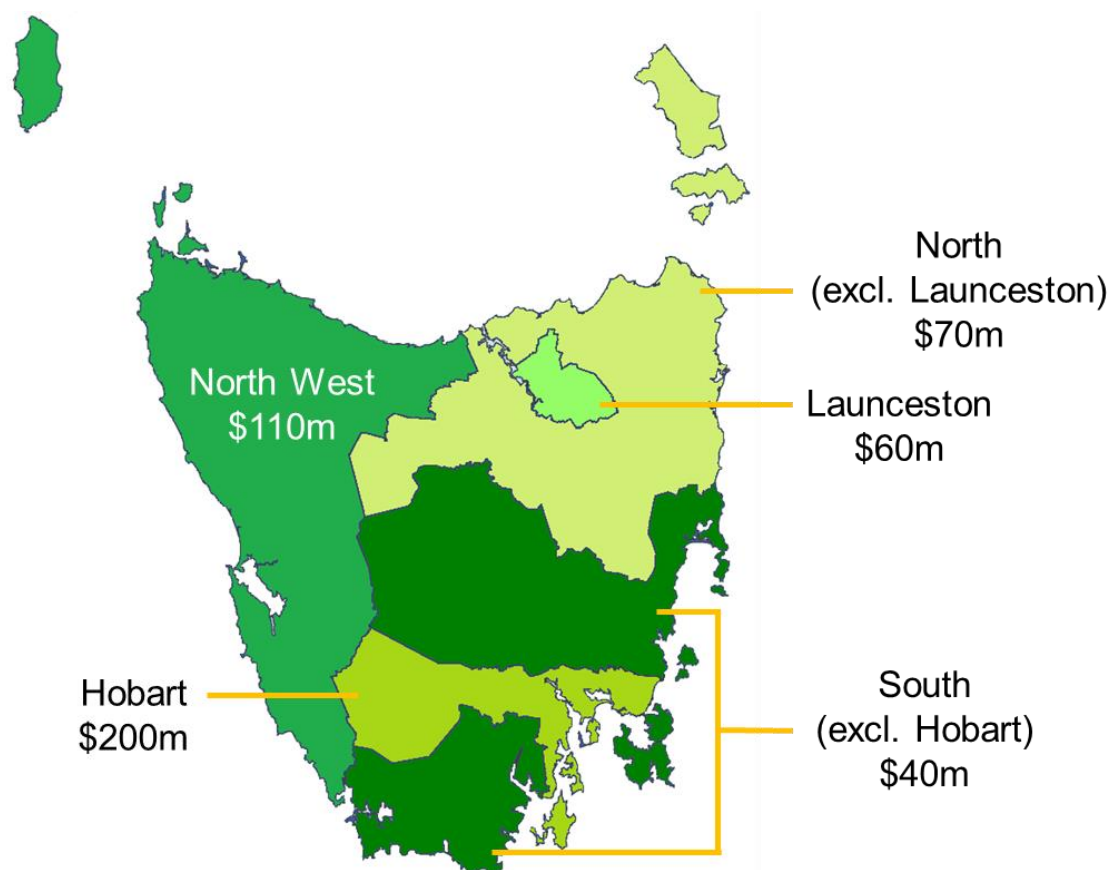 North
(excl. Launceston)
$70m
North West
$110m
Launceston
$60m
Hobart
$200m
South
(excl. Hobart)
$40m